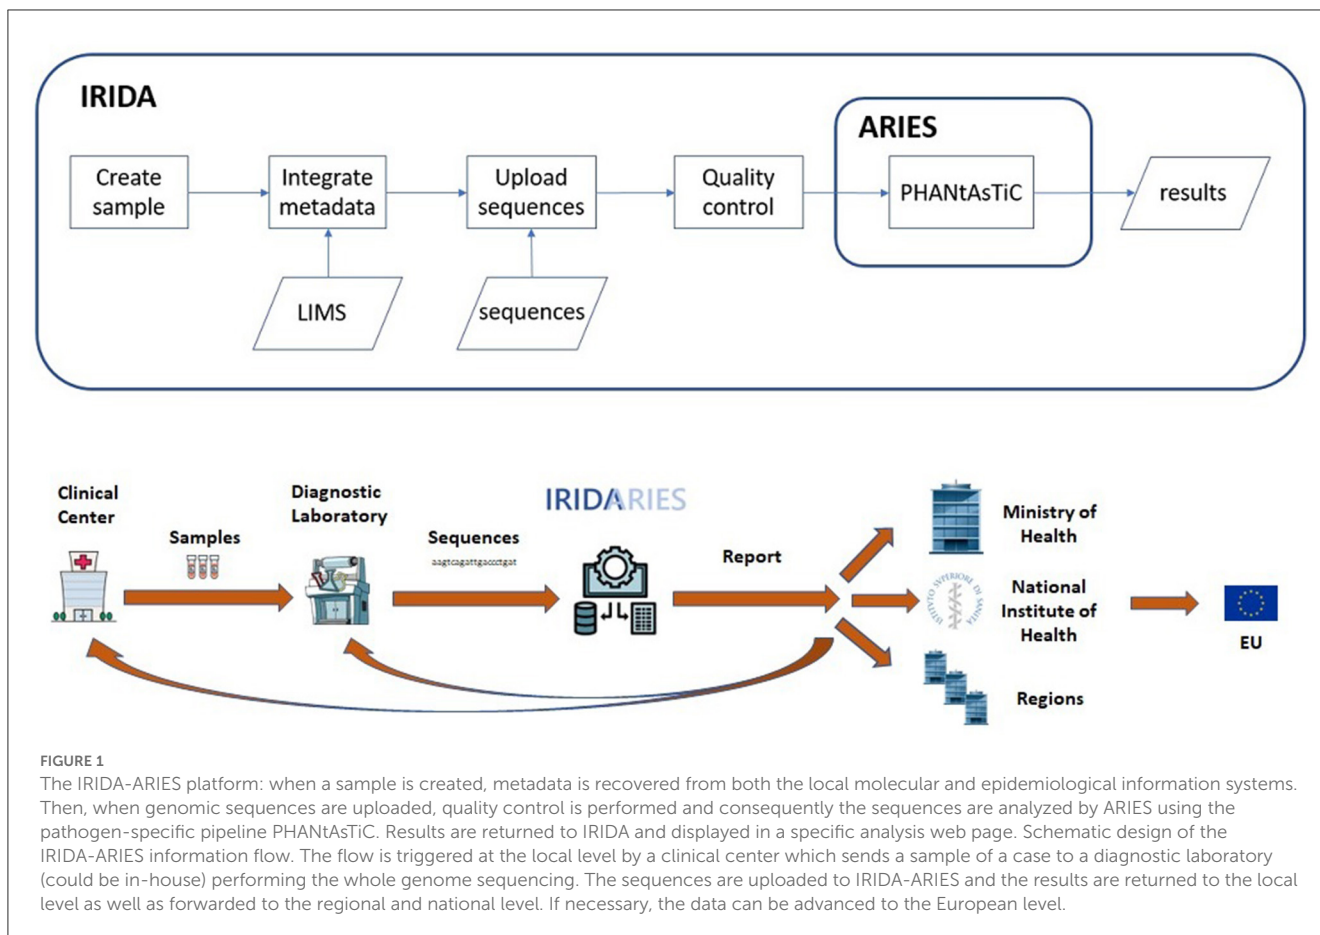 IRIDA
ARIES
Create
sample
Integrate
metadata
Upload
sequences
Quality
control
PHANtAsTiC
results
LIMS
sequences
Clinical
Center
Samples
Diagnostic
Laboratory
Sequences
aagtcagattgaccctgat
IRIDARIES
Report
Ministry of
Health
ISTITUTO SVPERIORE DI SANITA
National
Institute of
Health
Regions
EU
FIGURE 1
The IRIDA-ARIES platform: when a sample is created, metadata is recovered from both the local molecular and epidemiological information systems.
Then, when genomic sequences are uploaded, quality control is performed and consequently the sequences are analyzed by ARIES using the
pathogen-specific pipeline PHANtAsTiC. Results are returned to IRIDA and displayed in a specific analysis web page. Schematic design of the
IRIDA-ARIES information flow. The flow is triggered at the local level by a clinical center which sends a sample of a case to a diagnostic laboratory
(could be in-house) performing the whole genome sequencing. The sequences are uploaded to IRIDA-ARIES and the results are returned to the local
level as well as forwarded to the regional and national level. If necessary, the data can be advanced to the European level.